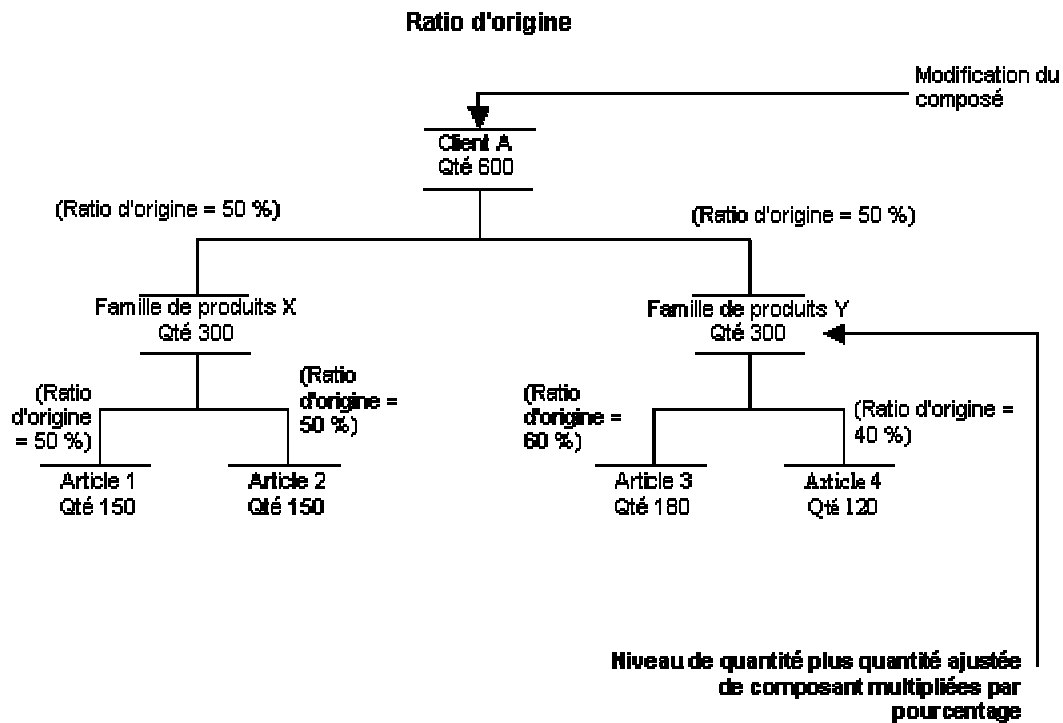 Ratio d'origine
Modification du
composé
Client A
Qté 600
(Ratio d'origine = 50 %)
(Ratio d'origine = 50 %)
Famille de produits X
Qté 300
Famille de produits Y
Qté 300
(Ratio
d'origine
= 50 %)
(Ratio
d'origine =
50 %)
(Ratio
d'origine =
60 %)
(Ratio d'origine =
40 %)
Article 1
Qté 150
Article 2
Qté 150
Article 3
Qté 180
Article 4
Qté 120
Niveau de quantité plus quantité ajustée
de composant multipliées par
pourcentage